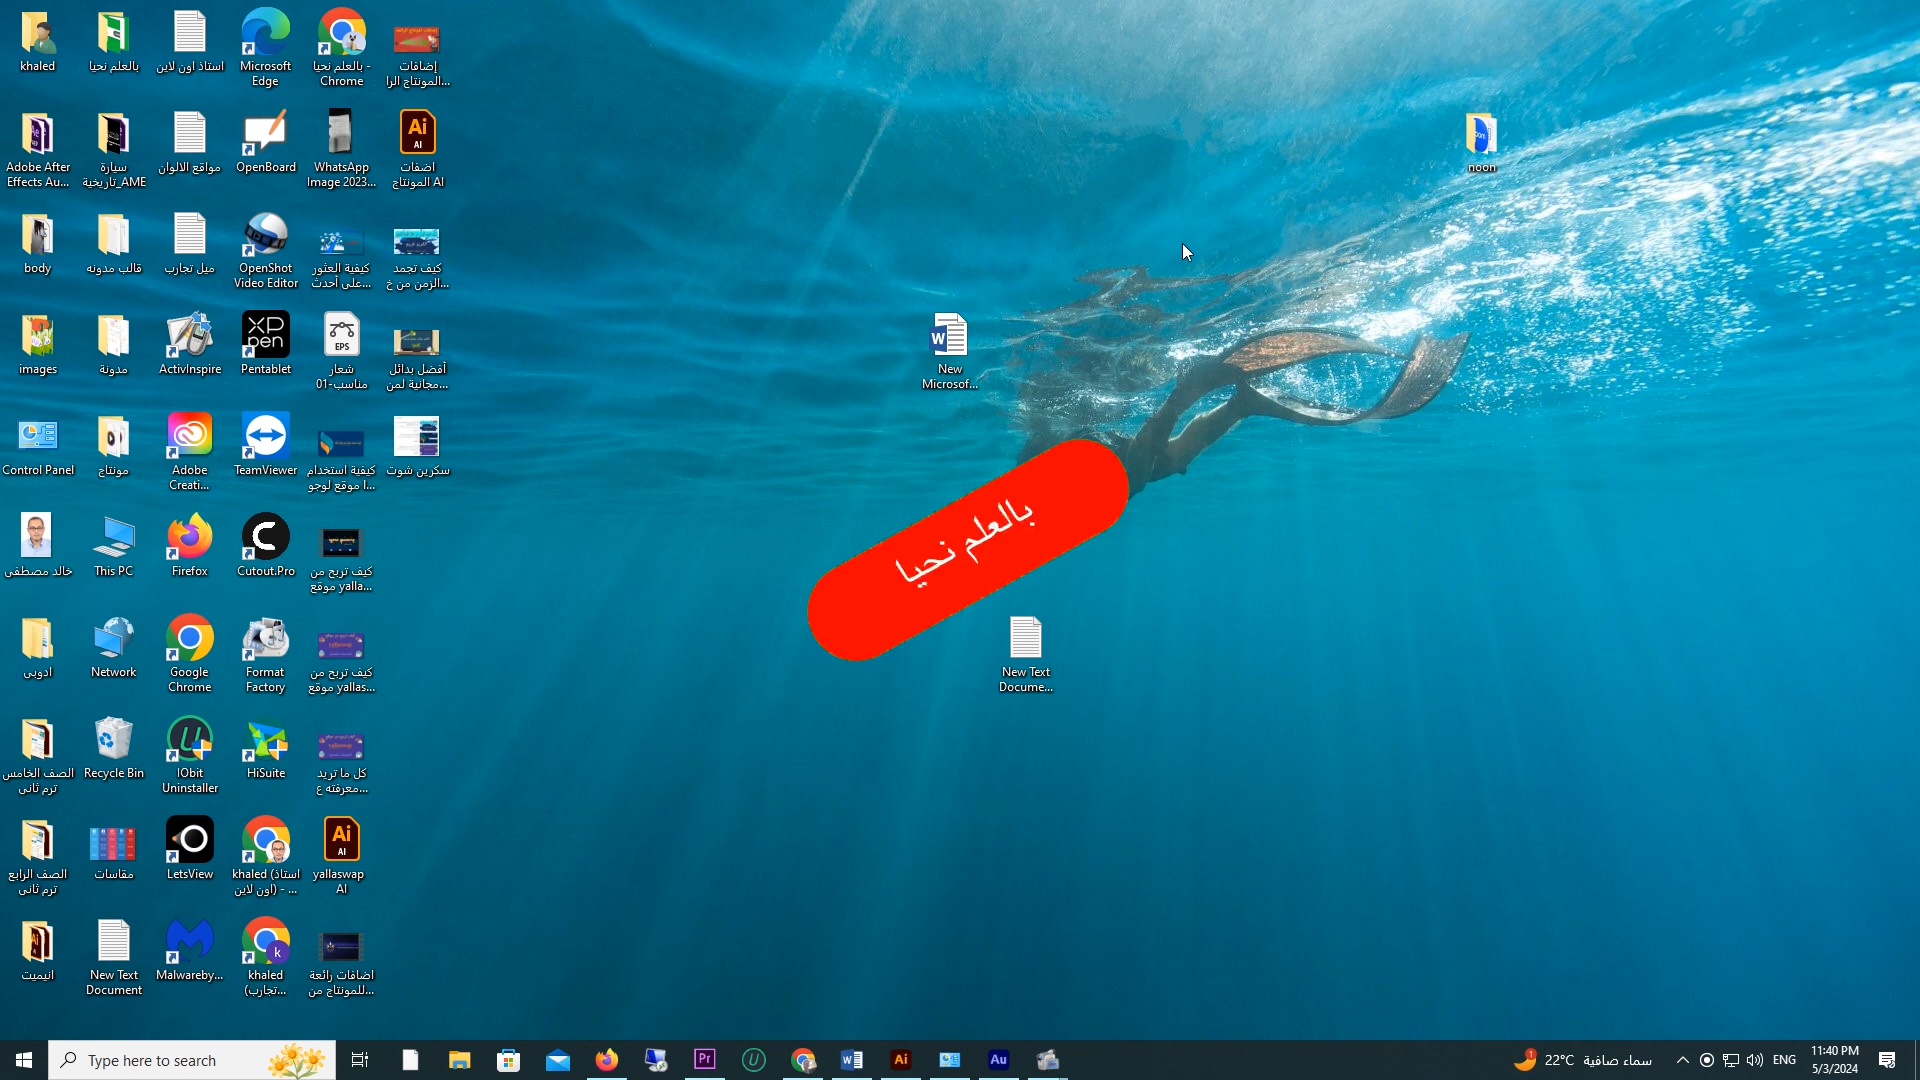 khaled
بالعلم نحيا
استاذ اون لاين
Microsoft
Edge
بالعلم نحيا -
Chrome
إضافات
المونتاج الرا...
Adobe After
Effects Au...
سيارة
تاريخية_AME
مواقع الالوان
OpenBoard
WhatsApp
Image 2023...
اضفات
المونتاج AI
body
قالب مدونه
ميل تجارب
OpenShot
Video Editor
كيفية العثور
على أحدث...
كيف تجمد
الزمن من خ...
images
مدونة
ActivInspire
Pentablet
شعار
مناسب-01
أفضل بدائل
مجانية لمن...
Control Panel
مونتاج
Adobe
Creati...
TeamViewer
كيفية استخدام
ا موقع لوجو...
سكرين شوت
خالد مصطفى
This PC
Firefox
Cutout.Pro
كيف تربح من
موقع yalla...
ادوبى
Network
Google
Chrome
Format
Factory
كيف تربح من
موقع yallas...
الصف الخامس
ترم ثانى
Recycle Bin
IObit
Uninstaller
HiSuite
كل ما تريد
معرفته ع...
الصف الرابع
ترم ثانى
مقاسات
LetsView
khaled (استاذ
اون لاين) - ...
yallaswap
AI
انيميت
New Text
Document
Malwareby...
khaled
(تجارب...
اضافات رائعة
للمونتاج من...
noon
New
Microsof...
بالعلم نحيا
New Text
Docume...
Type here to search
22°C سماء صافية
ENG
11:40 PM
5/3/2024